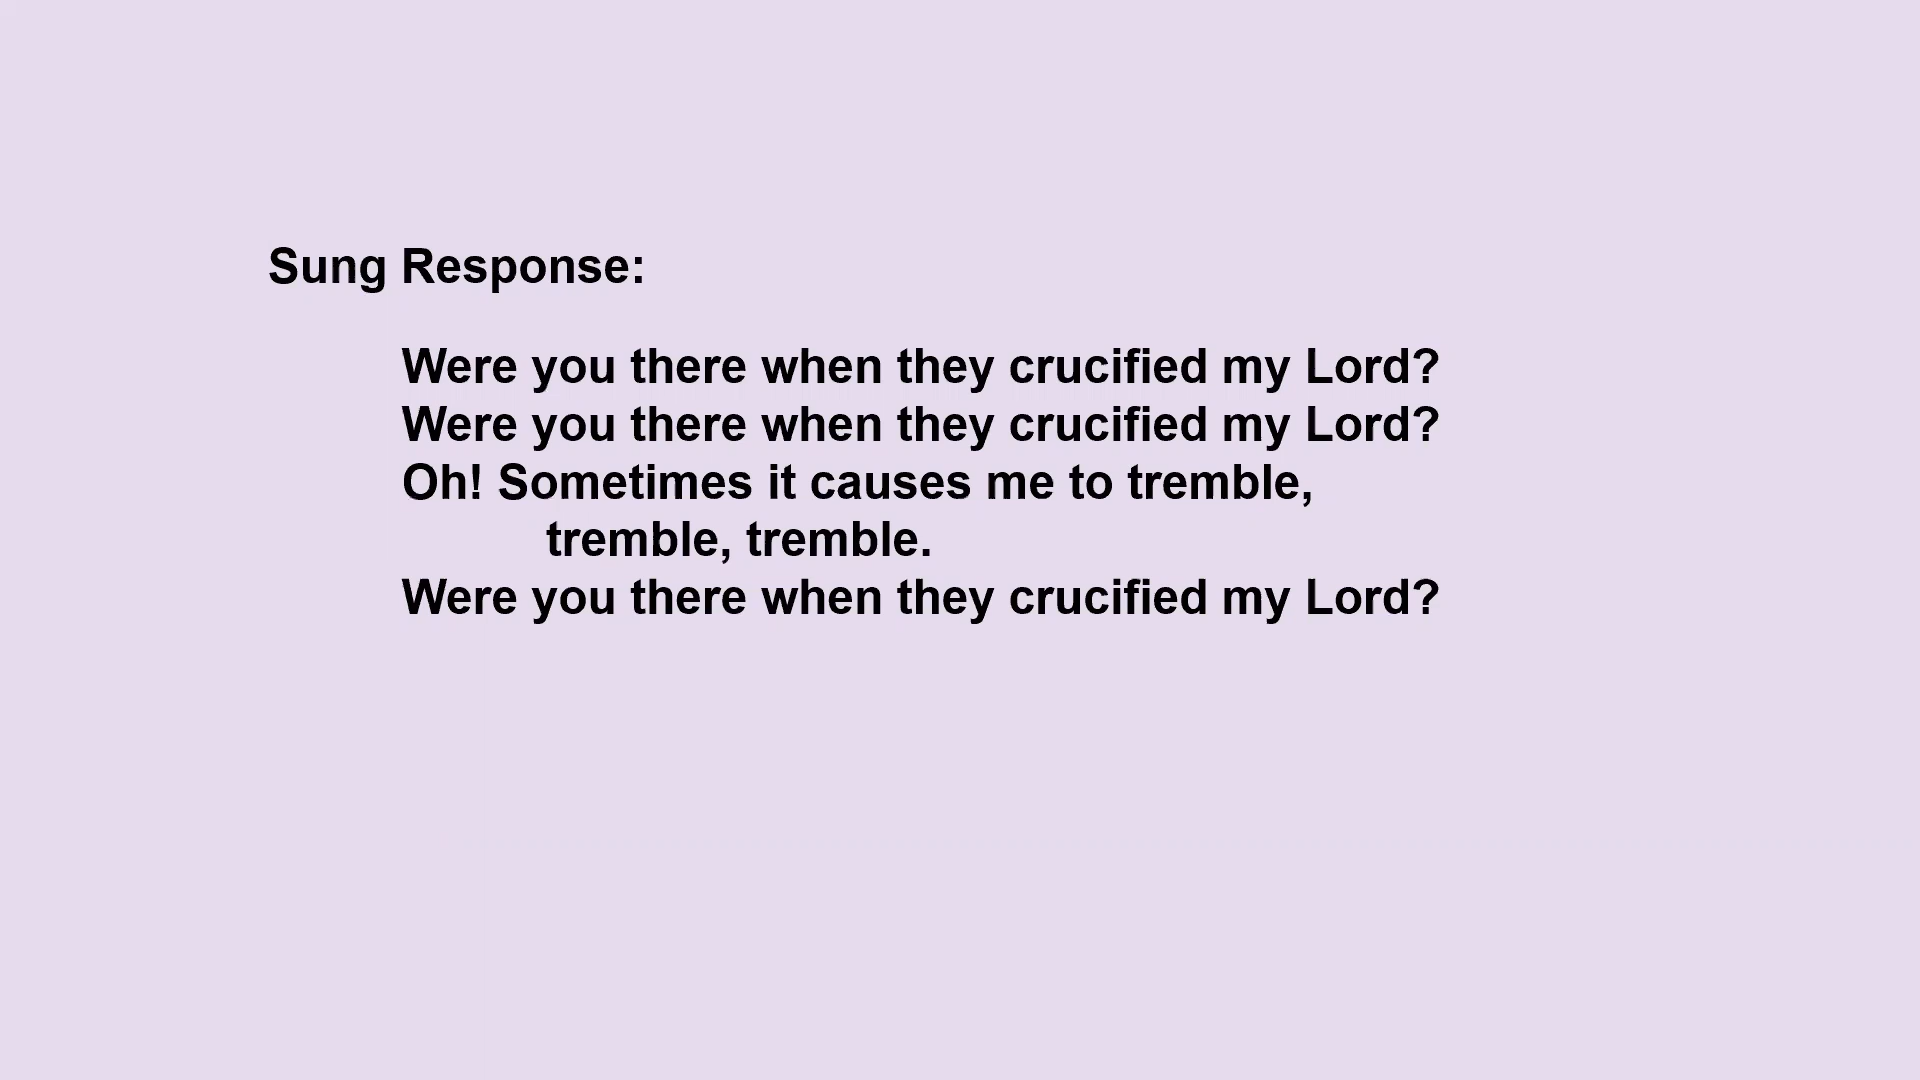 Sung Response:
Were you there when they crucified my Lord?
Were you there when they crucified my Lord?
Oh! Sometimes it causes me to tremble,
tremble, tremble.
Were you there when they crucified my Lord?